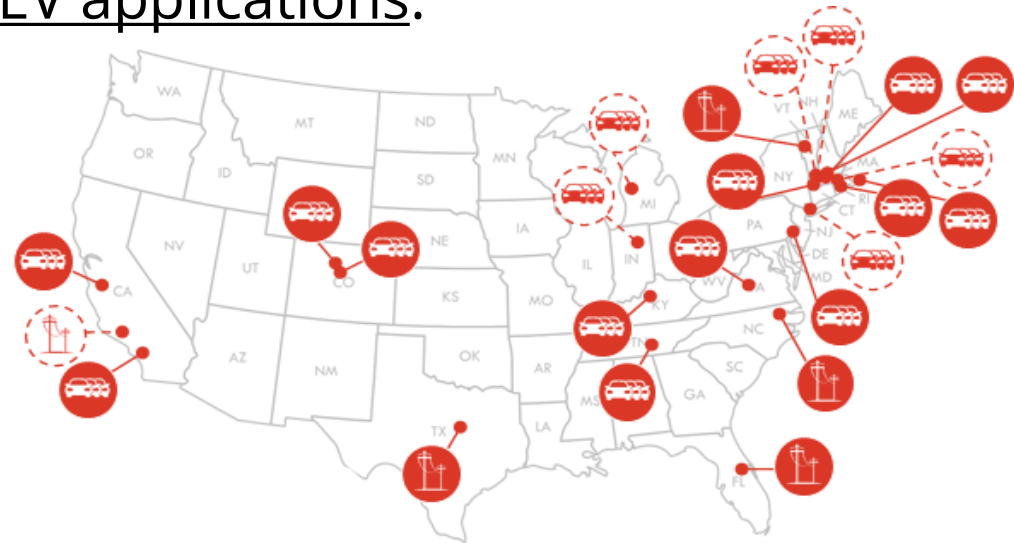 EV applications.
WA
MT
ND
MN
VT
NH
ME
OR
ID
SD
MI
NY
MA
RI
CT
NV
UT
NE
IA
PA
NJ
DE
MD
CA
CO
KS
MO
IL
IN
WV
KY
AZ
NM
OK
AR
TN
NC
SC
TX
LA
MS
GA
FL